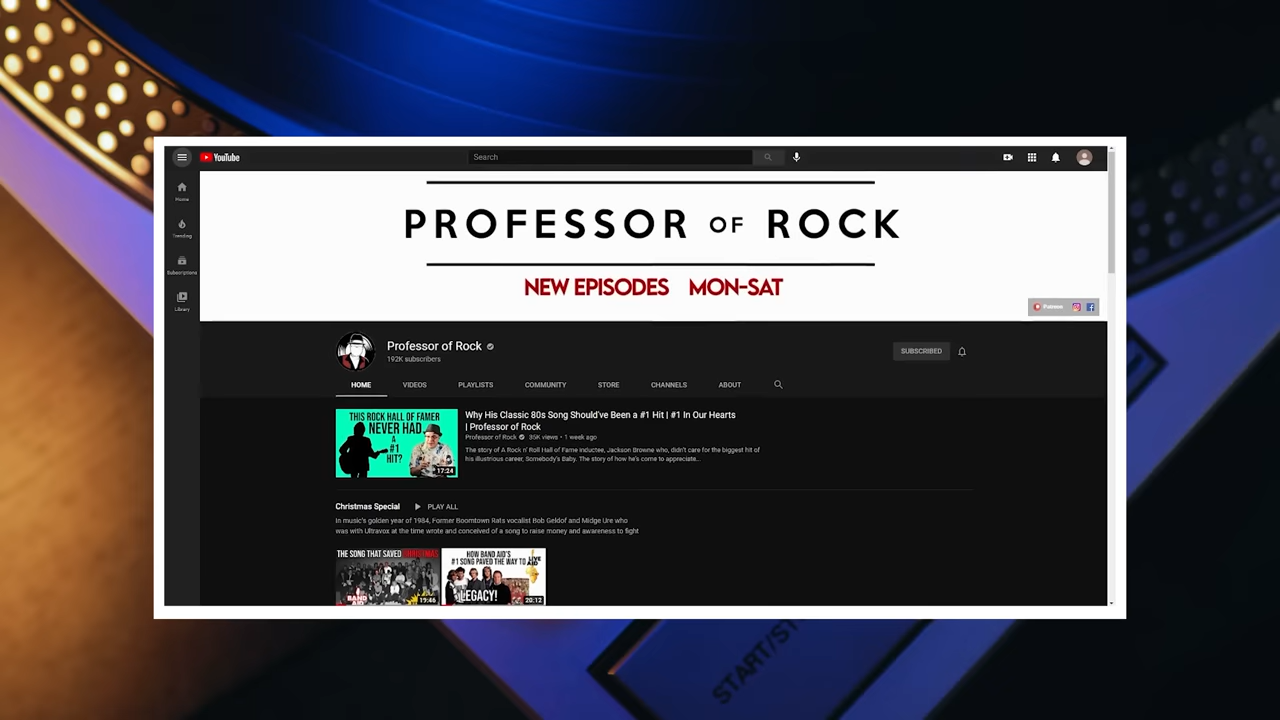 YouTube
Search
Home
Trending
Subscriptions
Library
PROFESSOR OF ROCK
NEW EPISODES MON-SAT
Patreon
Professor of Rock
192K subscribers
SUBSCRIBED
HOME VIDEOS PLAYLISTS COMMUNITY STORE CHANNELS ABOUT
THIS ROCK HALL OF FAMER
NEVER HAD
A
#1
HIT?
17:24
Why His Classic 80s Song Should've Been a #1 Hit | #1 In Our Hearts
| Professor of Rock
Professor of Rock 35K views • 1 week ago
The story of A Rock n' Roll Hall of Fame inductee, Jackson Browne who, didn't care for the biggest hit of
his illustrious career, Somebody's Baby. The story of how he's come to appreciate...
Christmas Special PLAY ALL
In music's golden year of 1984, Former Boomtown Rats vocalist Bob Geldof and Midge Ure who
was with Ultravox at the time wrote and conceived of a song to raise money and awareness to fight
THE SONG THAT SAVED CHRISTMAS
BAND
AID
19:46
HOW BAND AID'S
#1 SONG PAVED THE WAY TO LIVE
AID
LEGACY!
20:12
START/STO